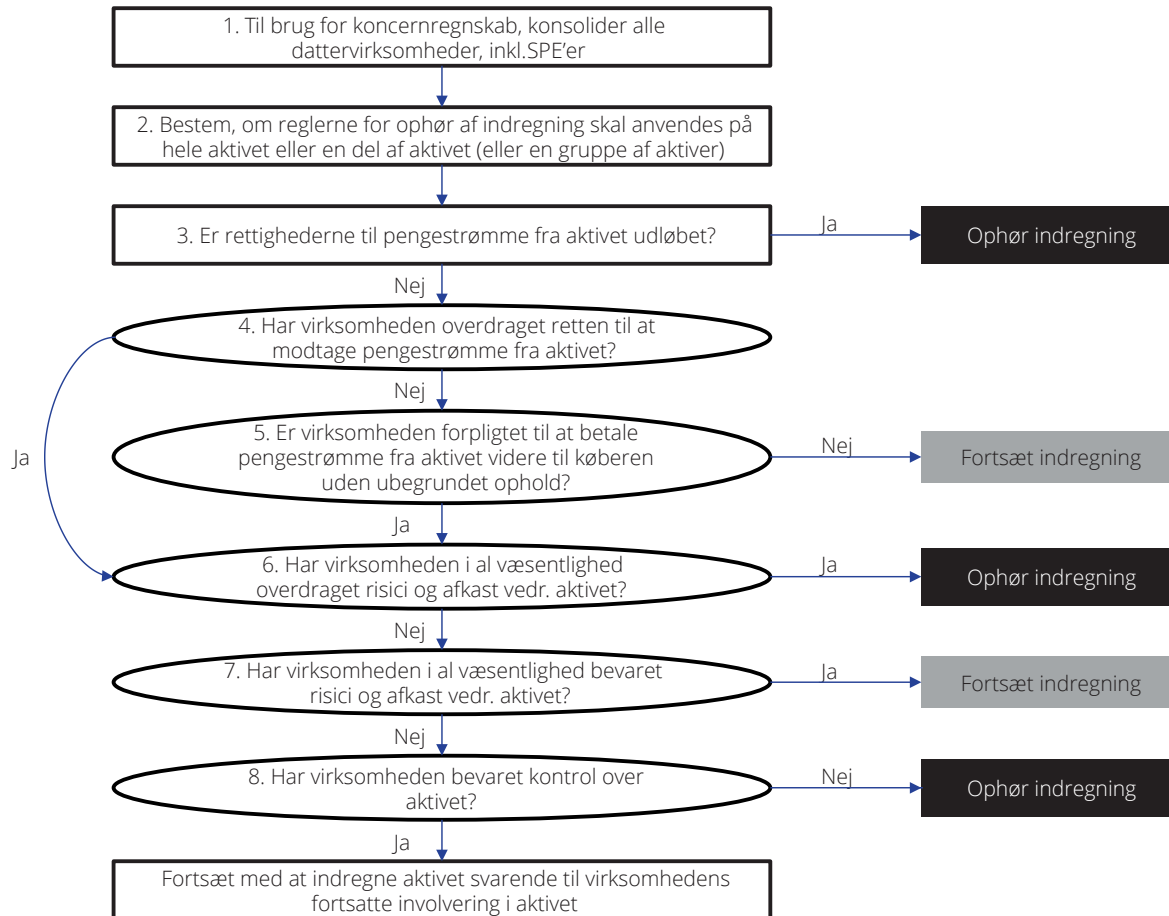 1. Til brug for koncernregnskab, konsolider alle
dattervirksomheder, inkl.SPE’er
2. Bestem, om reglerne for ophør af indregning skal anvendes på
hele aktivet eller en del af aktivet (eller en gruppe af aktiver)
3. Er rettighederne til pengestrømme fra aktivet udløbet?
Ja
Ophør indregning
Nej
4. Har virksomheden overdraget retten til at
modtage pengestrømme fra aktivet?
Nej
Ja
5. Er virksomheden forpligtet til at betale
pengestrømme fra aktivet videre til køberen
uden ubegrundet ophold?
Nej
Fortsæt indregning
Ja
6. Har virksomheden i al væsentlighed
overdraget risici og afkast vedr. aktivet?
Ja
Ophør indregning
Nej
7. Har virksomheden i al væsentlighed bevaret
risici og afkast vedr. aktivet?
Ja
Fortsæt indregning
Nej
8. Har virksomheden bevaret kontrol over
aktivet?
Nej
Ophør indregning
Ja
Fortsæt med at indregne aktivet svarende til virksomhedens
fortsatte involvering i aktivet